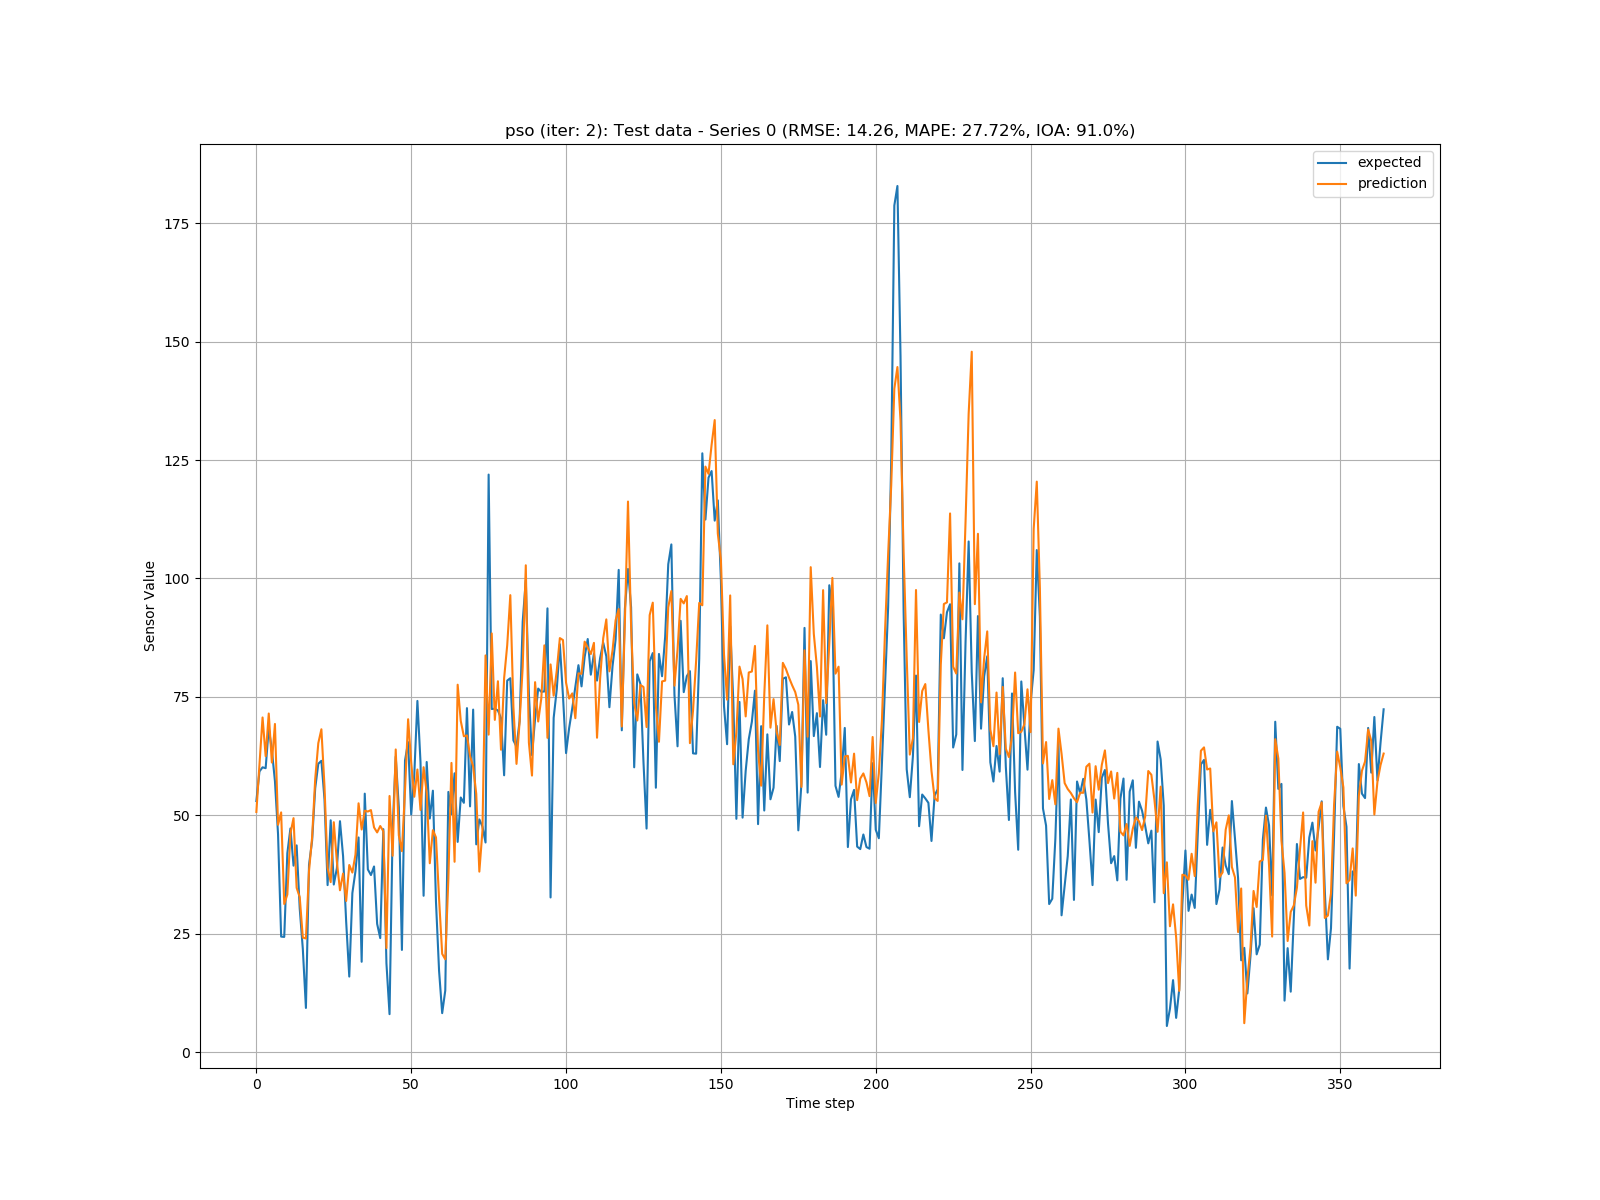 pso (iter: 2): Test data - Series 0 (RMSE: 14.26, MAPE: 27.72%, IOA: 91.0%)
expected
prediction
175
150
125
100
75
50
25
0
Sensor Value
0 50 100 150 200 250 300 350
Time step